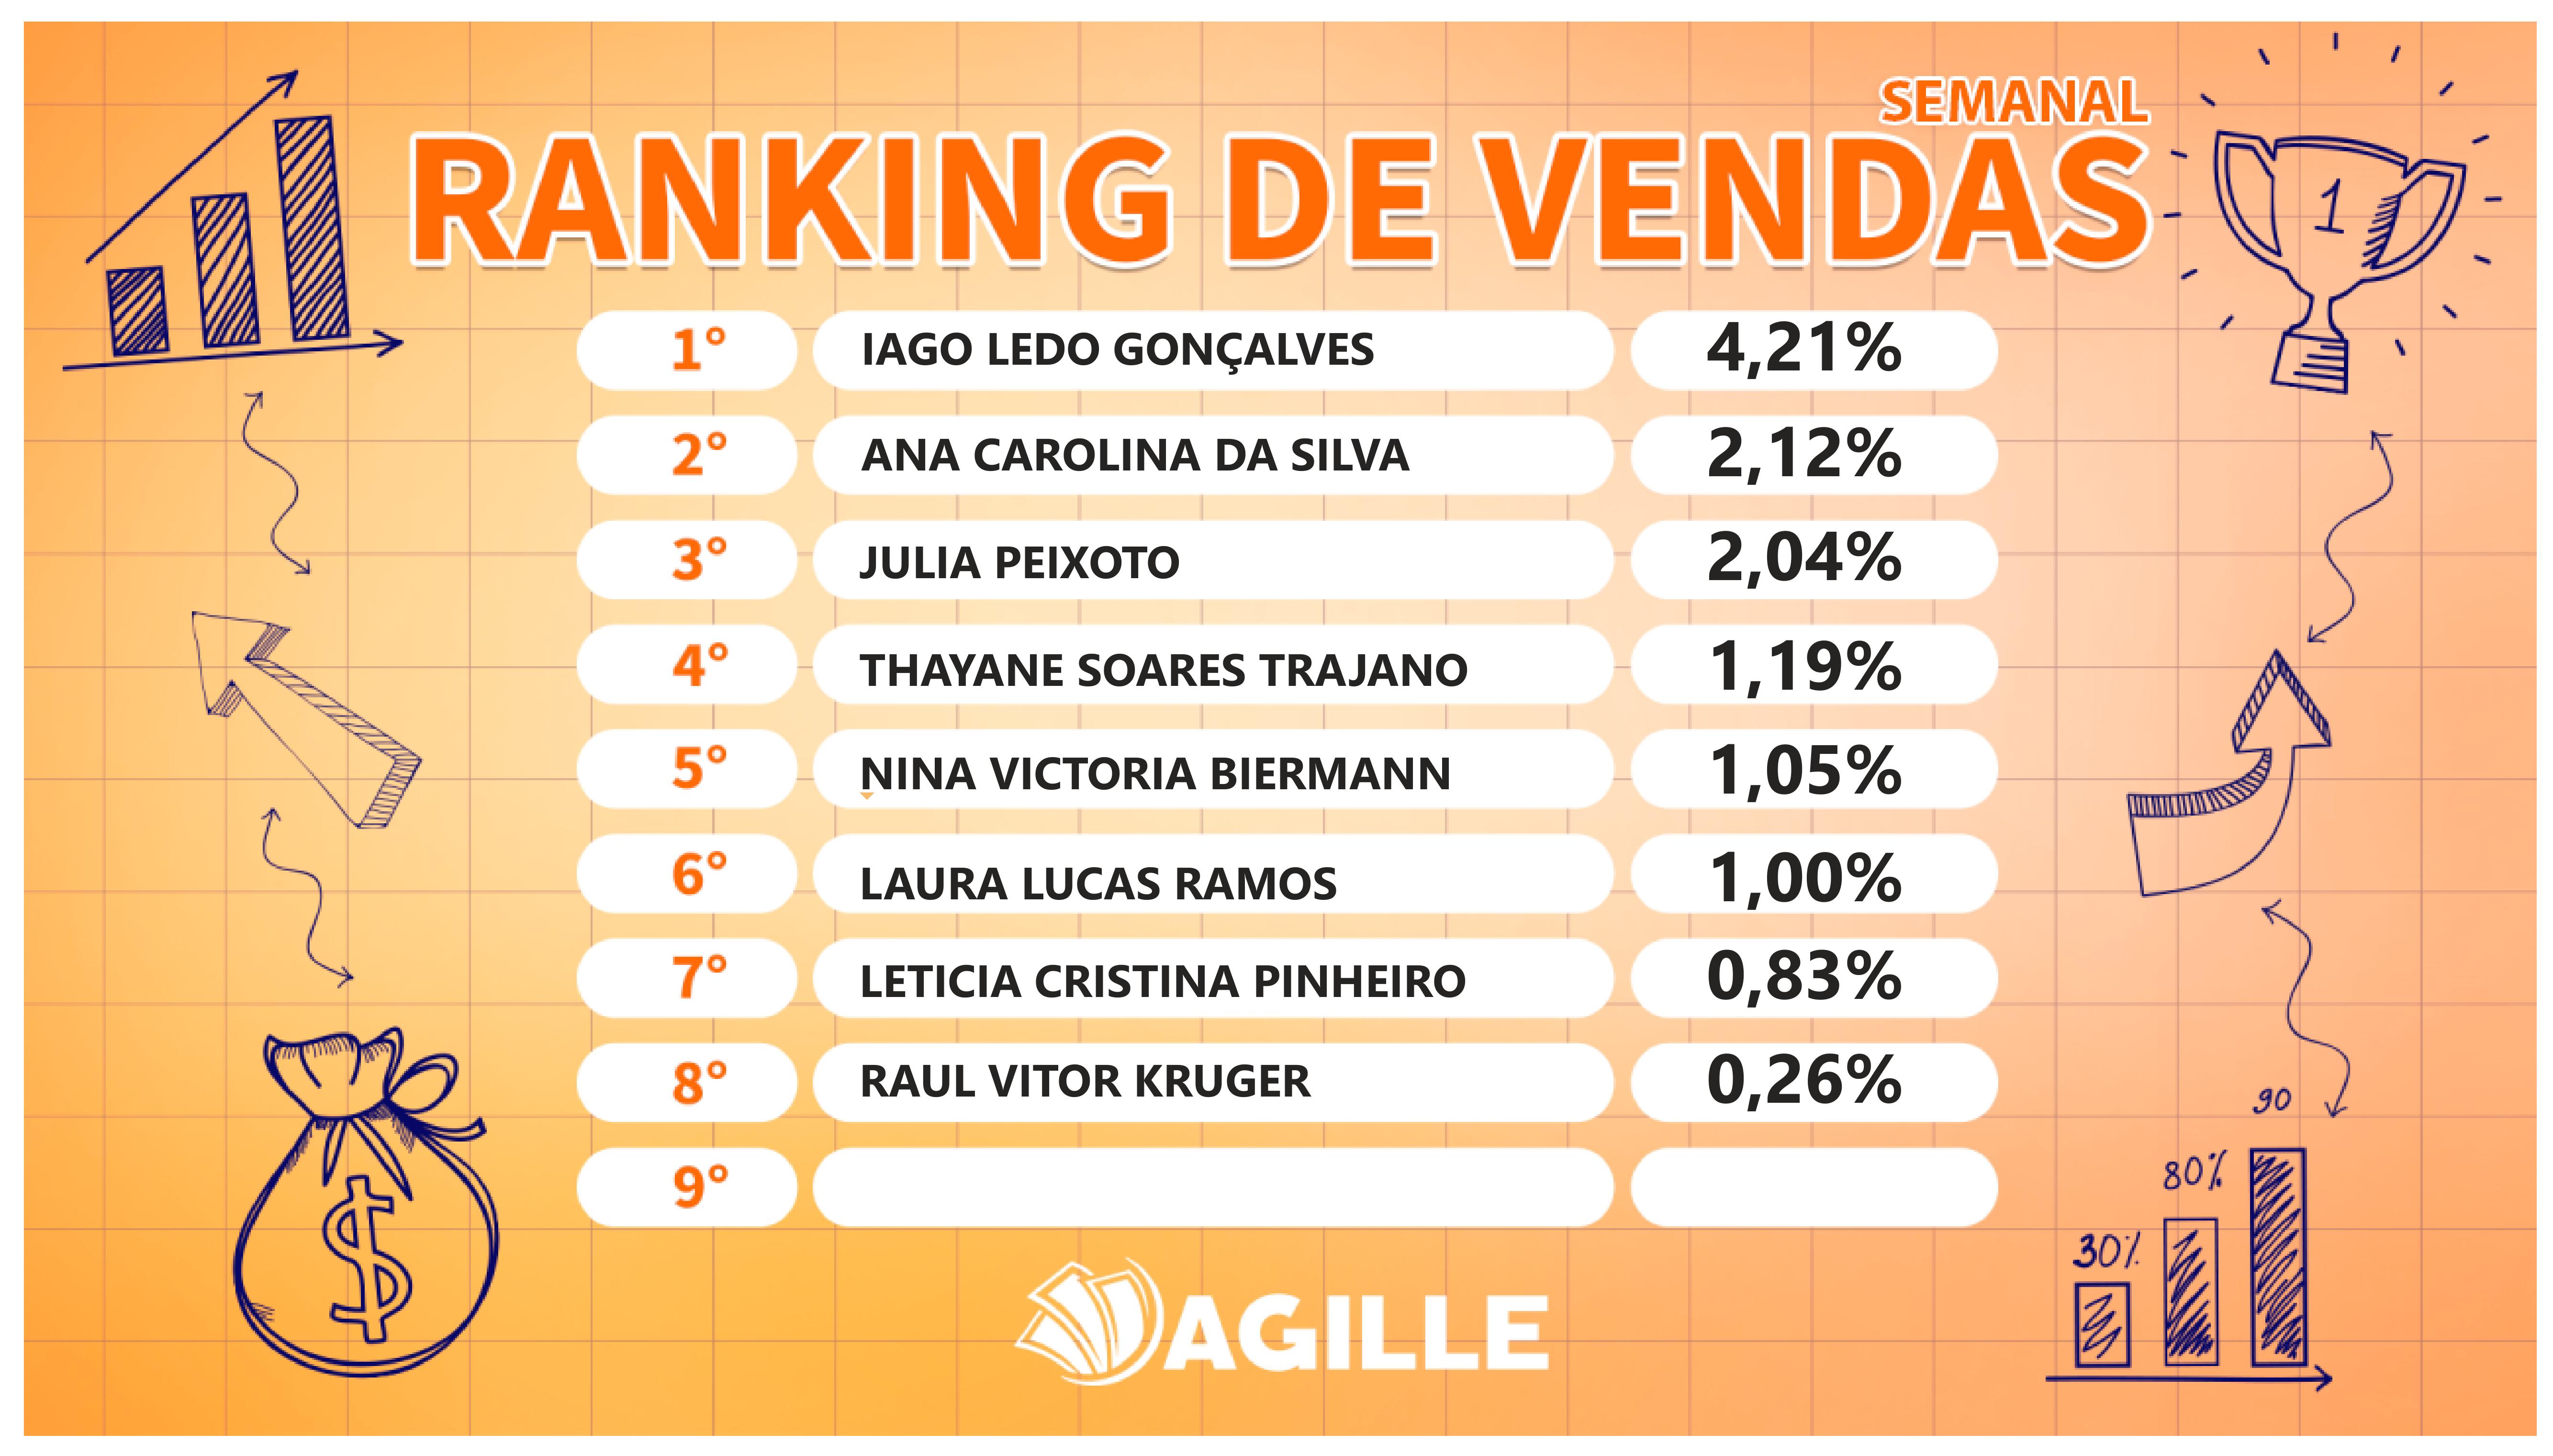 SEMANAL
RANKING DE VENDAS
1
1° IAGO LEDO GONÇALVES 4,21%
2° ANA CAROLINA DA SILVA 2,12%
3° JULIA PEIXOTO 2,04%
4° THAYANE SOARES TRAJANO 1,19%
5° NINA VICTORIA BIERMANN 1,05%
6° LAURA LUCAS RAMOS 1,00%
7° LETICIA CRISTINA PINHEIRO 0,83%
8° RAUL VITOR KRUGER 0,26%
9°
90
80%
30%
$
AGILLE